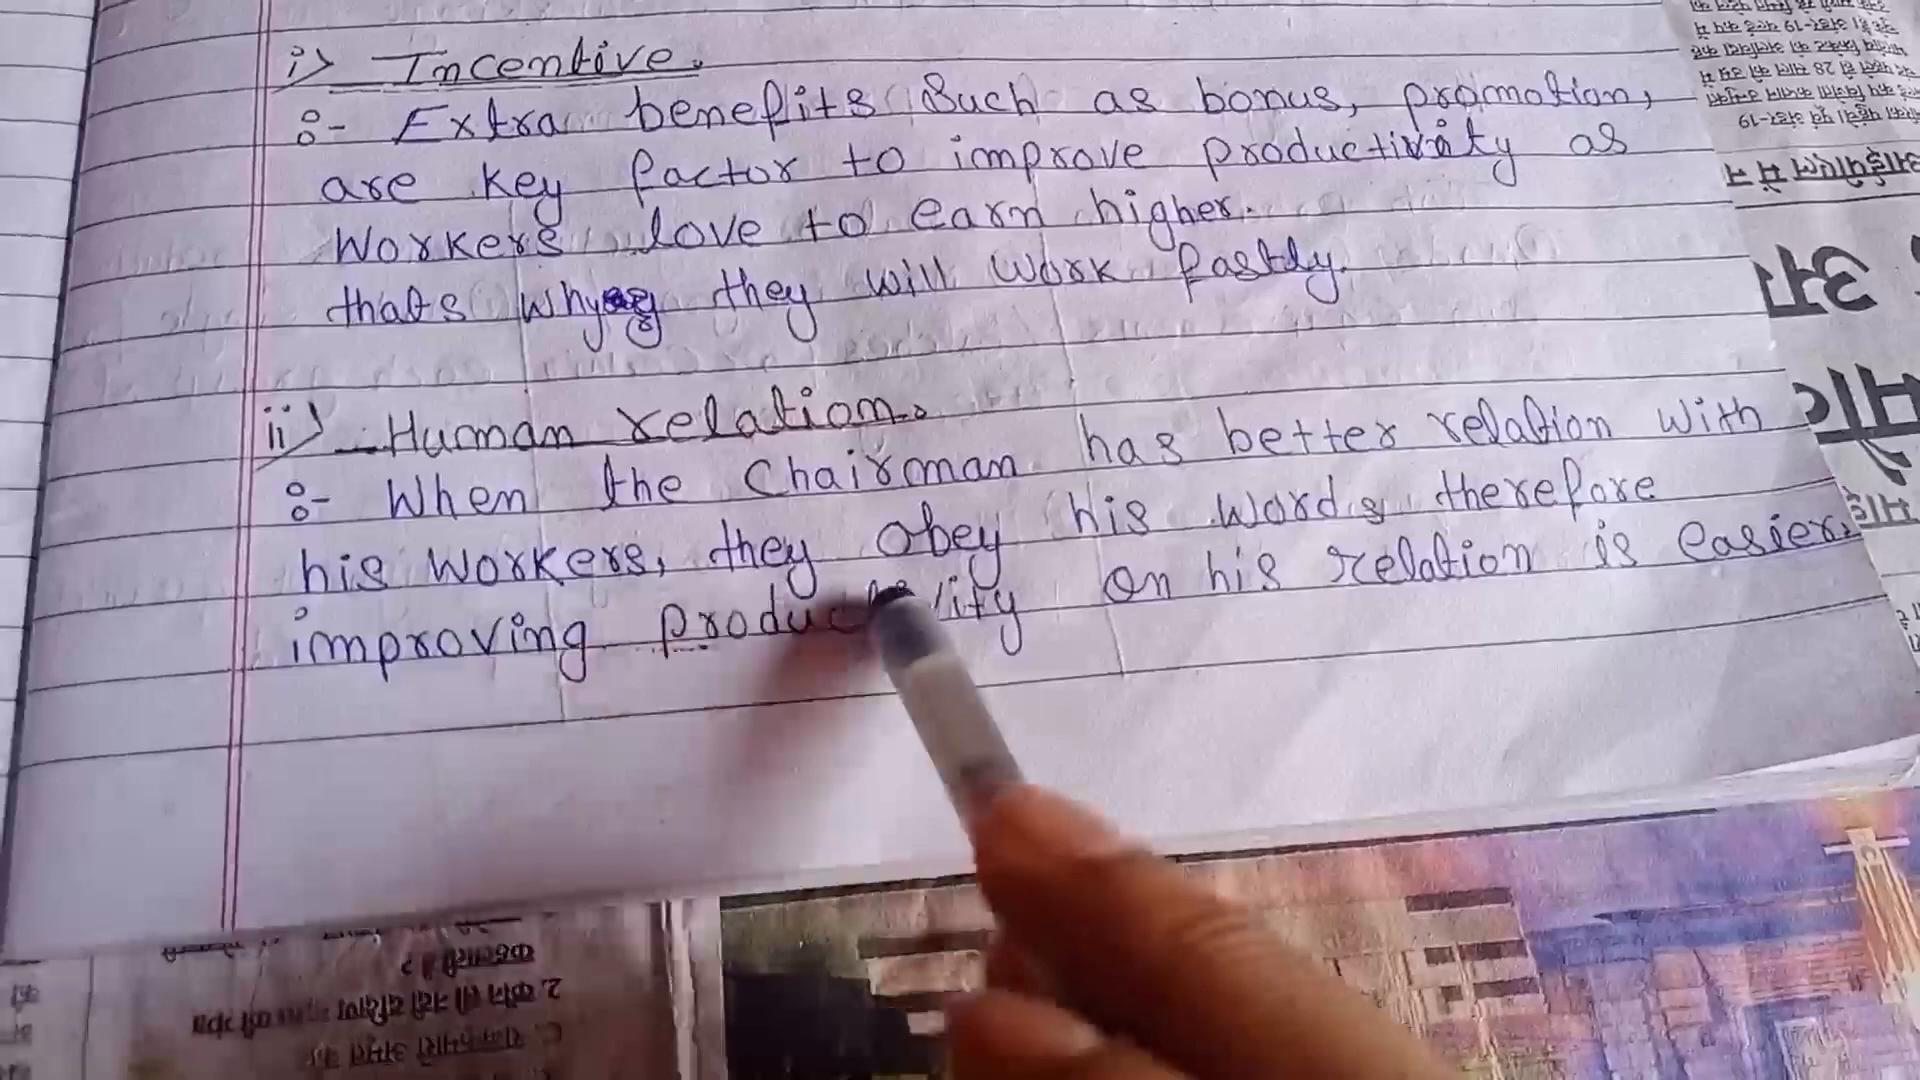 i> Incentive.
:- Extra benefits Such as bonus, promotion,
are key factor to improve productivity as
Workers love to earn higher.
thats why they will work fastly.
ii) Human relation.
:- When the Chairman has better relation with
his workers, they obey his words therefore
improving productivity on his relation is easier.